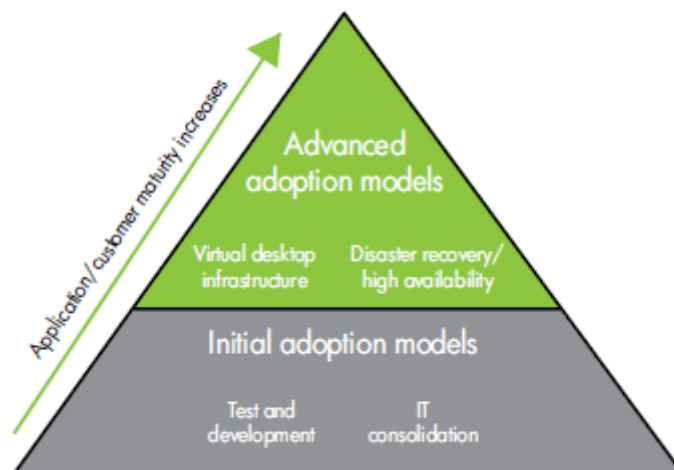 Application/customer maturity increases
Advanced
adoption models
Virtual desktop
infrastructure
Disaster recovery/
high availability
Initial adoption models
Test and
development
IT
consolidation